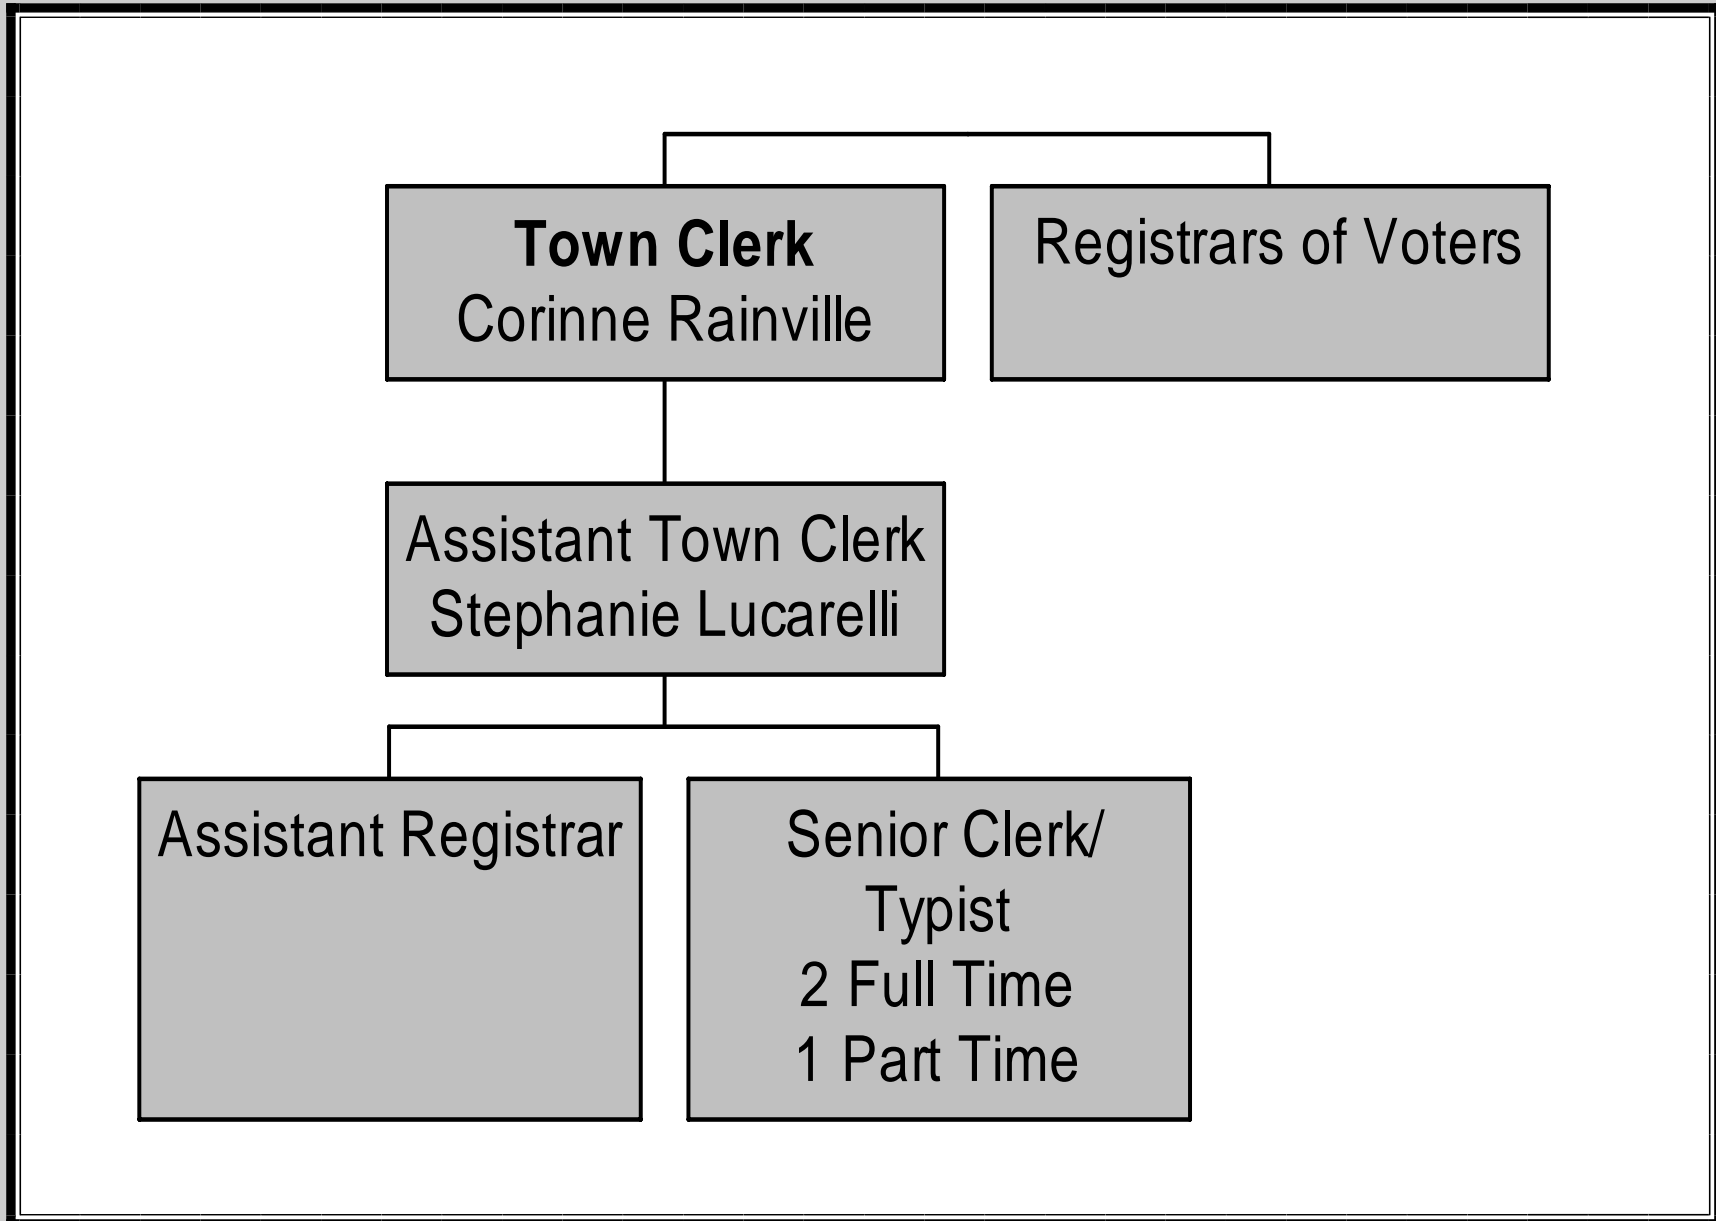 Town Clerk
Corinne Rainville
Registrars of Voters
Assistant Town Clerk
Stephanie Lucarelli
Assistant Registrar
Senior Clerk/
Typist
2 Full Time
1 Part Time